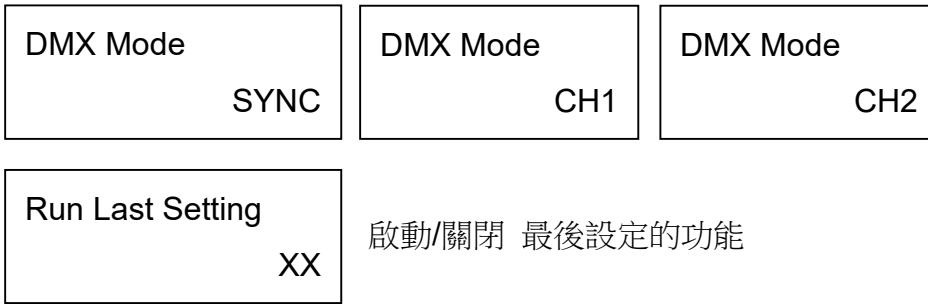 DMX Mode
SYNC
DMX Mode
CH1
DMX Mode
CH2
Run Last Setting
XX
啟動/關閉 最後設定的功能